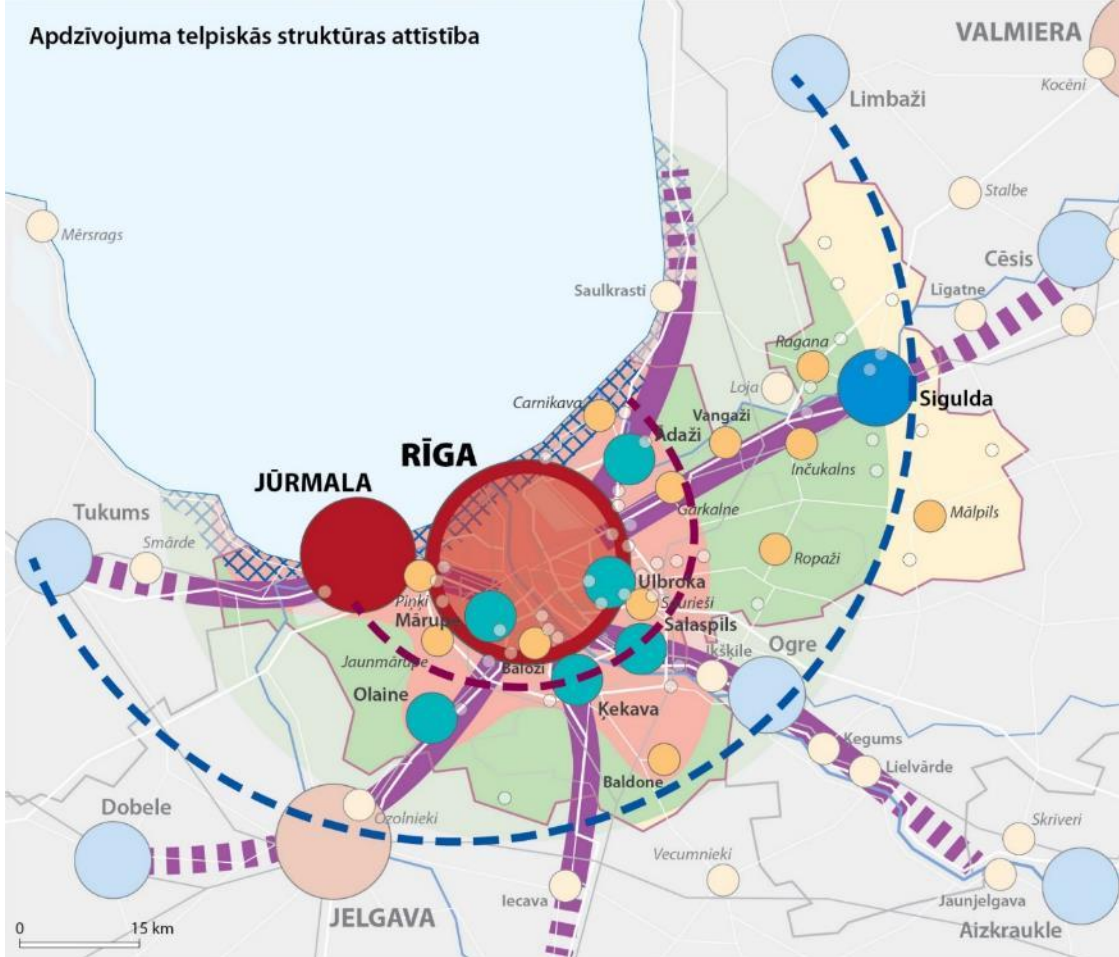 Apdzīvojuma telpiskās struktūras attīstība
VALMIERA
Kocēni
Limbaži
Stalbe
Mērsrags
Cēsis
Saulkrasti
Līgatne
Ragana
Loja
Sigulda
Carnikava
Vangaži
Ādaži
RĪGA
Inčukalns
JŪRMALA
Garkalne
Mālpils
Tukums
Smārde
Ropaži
Ulbroka
Piņķi
Saurieši
Mārupe
Salaspils
Jaunmārupe
Baloži
Ikšķile
Ogre
Olaine
Ķekava
Ķegums
Baldone
Lielvārde
Dobele
Ozolnieki
Skrīveri
Vecumnieki
Iecava
Jaunjelgava
JELGAVA
Aizkraukle
0 15 km